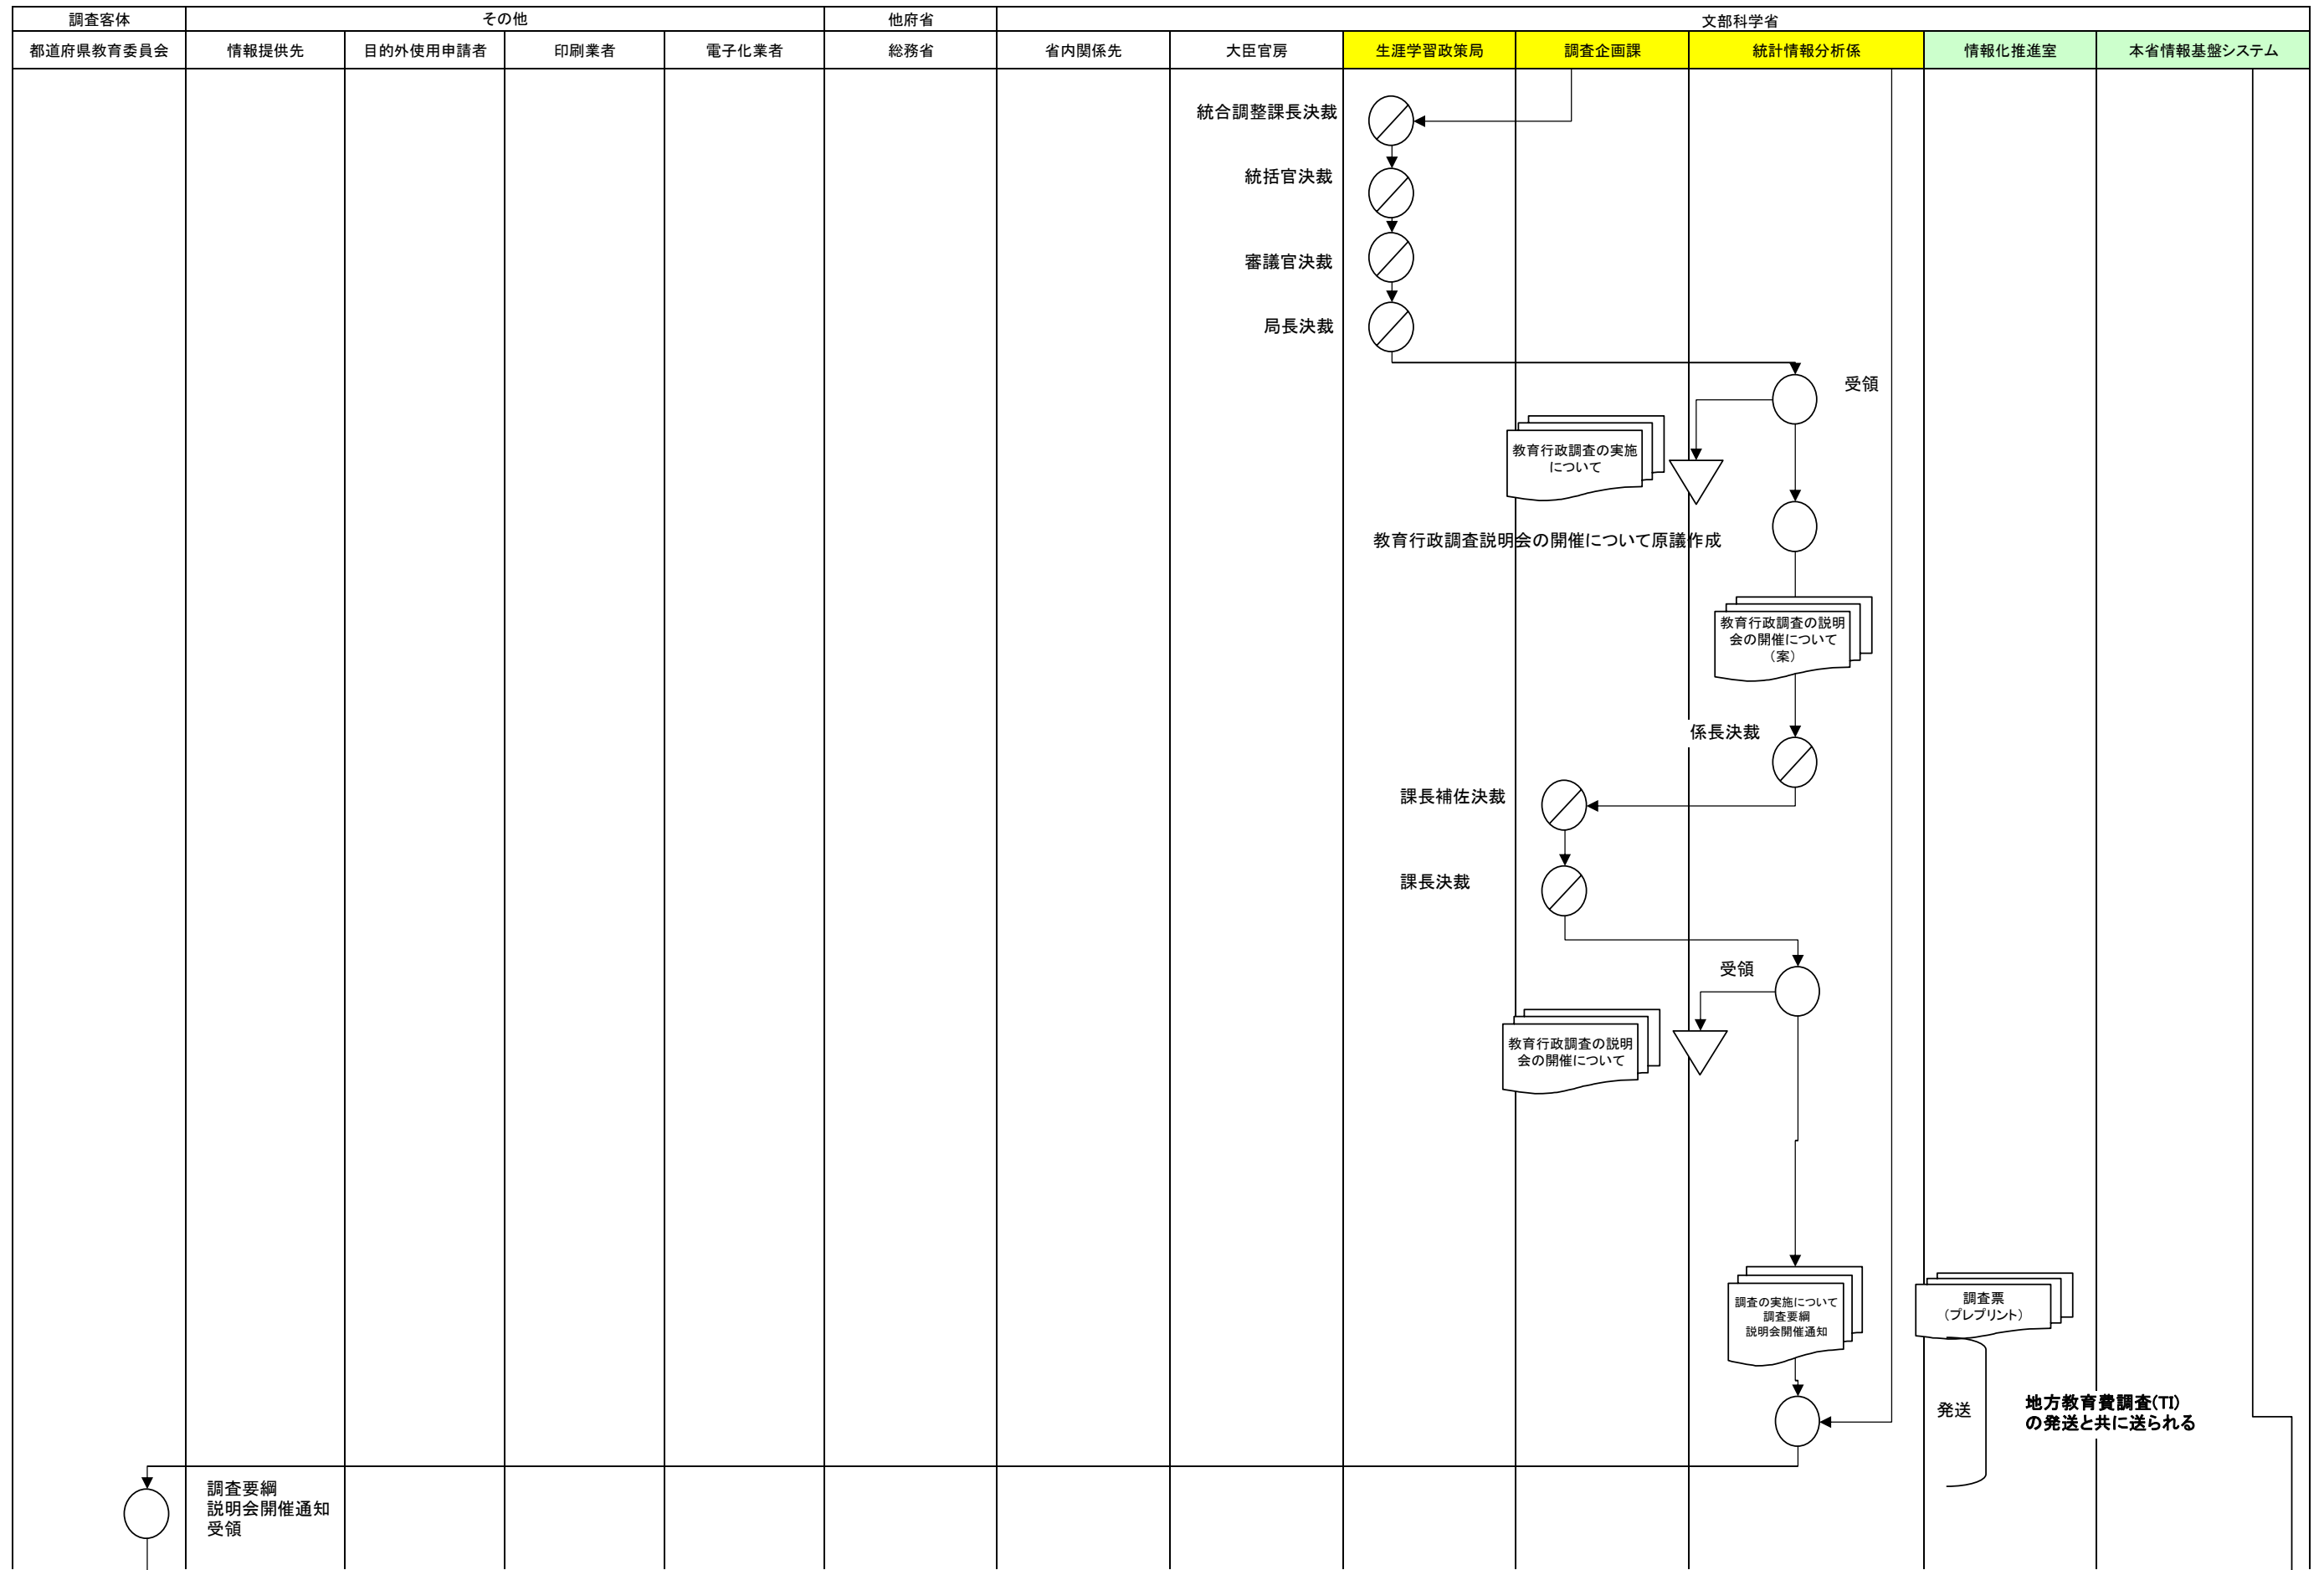 調査客体
その他
他府省
文部科学省
都道府県教育委員会
情報提供先
目的外使用申請者
印刷業者
電子化業者
総務省
省内関係先
大臣官房
生涯学習政策局
調査企画課
統計情報分析係
情報化推進室
本省情報基盤システム
統合調整課長決裁
統括官決裁
審議官決裁
局長決裁
受領
教育行政調査の実施
について
教育行政調査説明会の開催について原議作成
教育行政調査の説明
会の開催について
（案）
係長決裁
課長補佐決裁
課長決裁
受領
教育行政調査の説明
会の開催について
調査の実施について
調査要綱
説明会開催通知
調査票
（プレプリント）
発送
地方教育費調査(TI)
の発送と共に送られる
調査要綱
説明会開催通知
受領